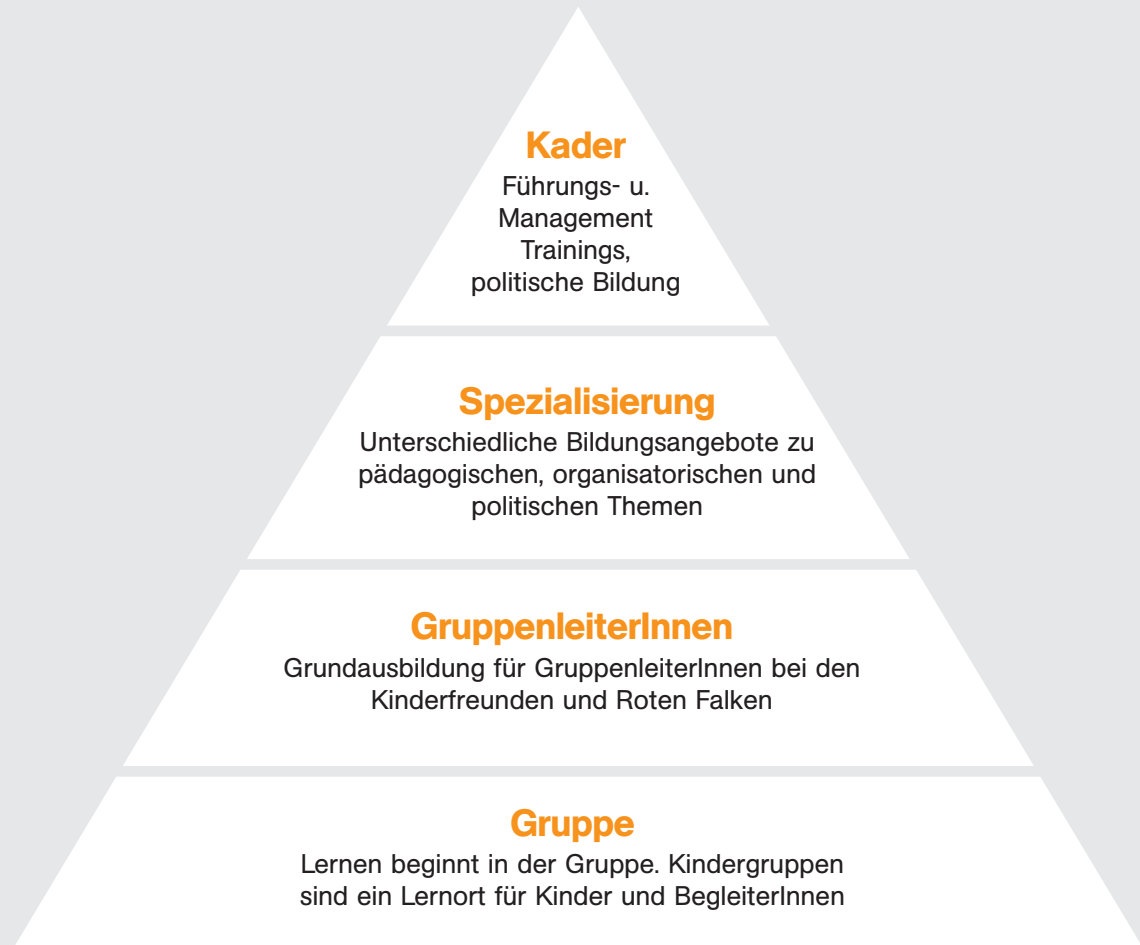 Kader
Führungs- u.
Management
Trainings,
politische Bildung
Spezialisierung
Unterschiedliche Bildungsangebote zu
pädagogischen, organisatorischen und
politischen Themen
GruppenleiterInnen
Grundausbildung für GruppenleiterInnen bei den
Kinderfreunden und Roten Falken
Gruppe
Lernen beginnt in der Gruppe. Kindergruppen
sind ein Lernort für Kinder und BegleiterInnen